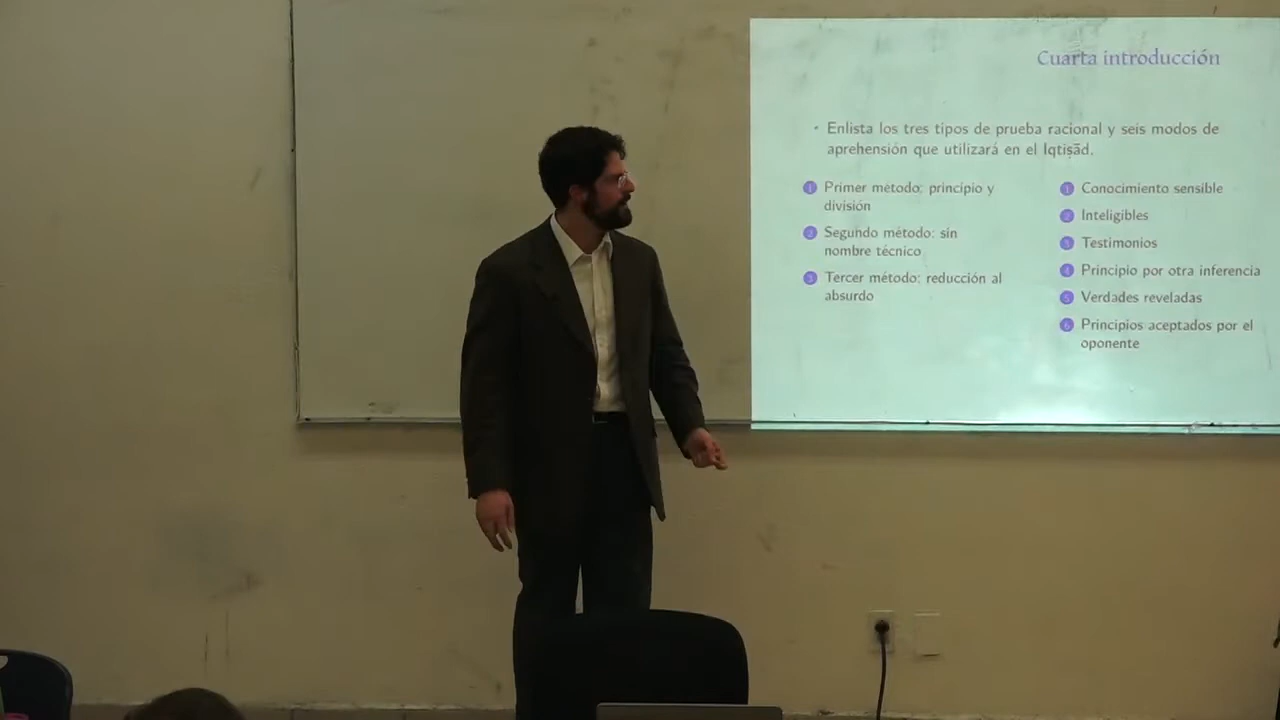 Cuarta introducción
• Enlista los tres tipos de prueba racional y seis modos de
aprehensión que utilizará en el Iqtiṣād.
1 Primer método: principio y
división
2 Segundo método: sin
nombre técnico
3 Tercer método: reducción al
absurdo
1 Conocimiento sensible
2 Inteligibles
3 Testimonios
4 Principio por otra inferencia
5 Verdades reveladas
6 Principios aceptados por el
oponente